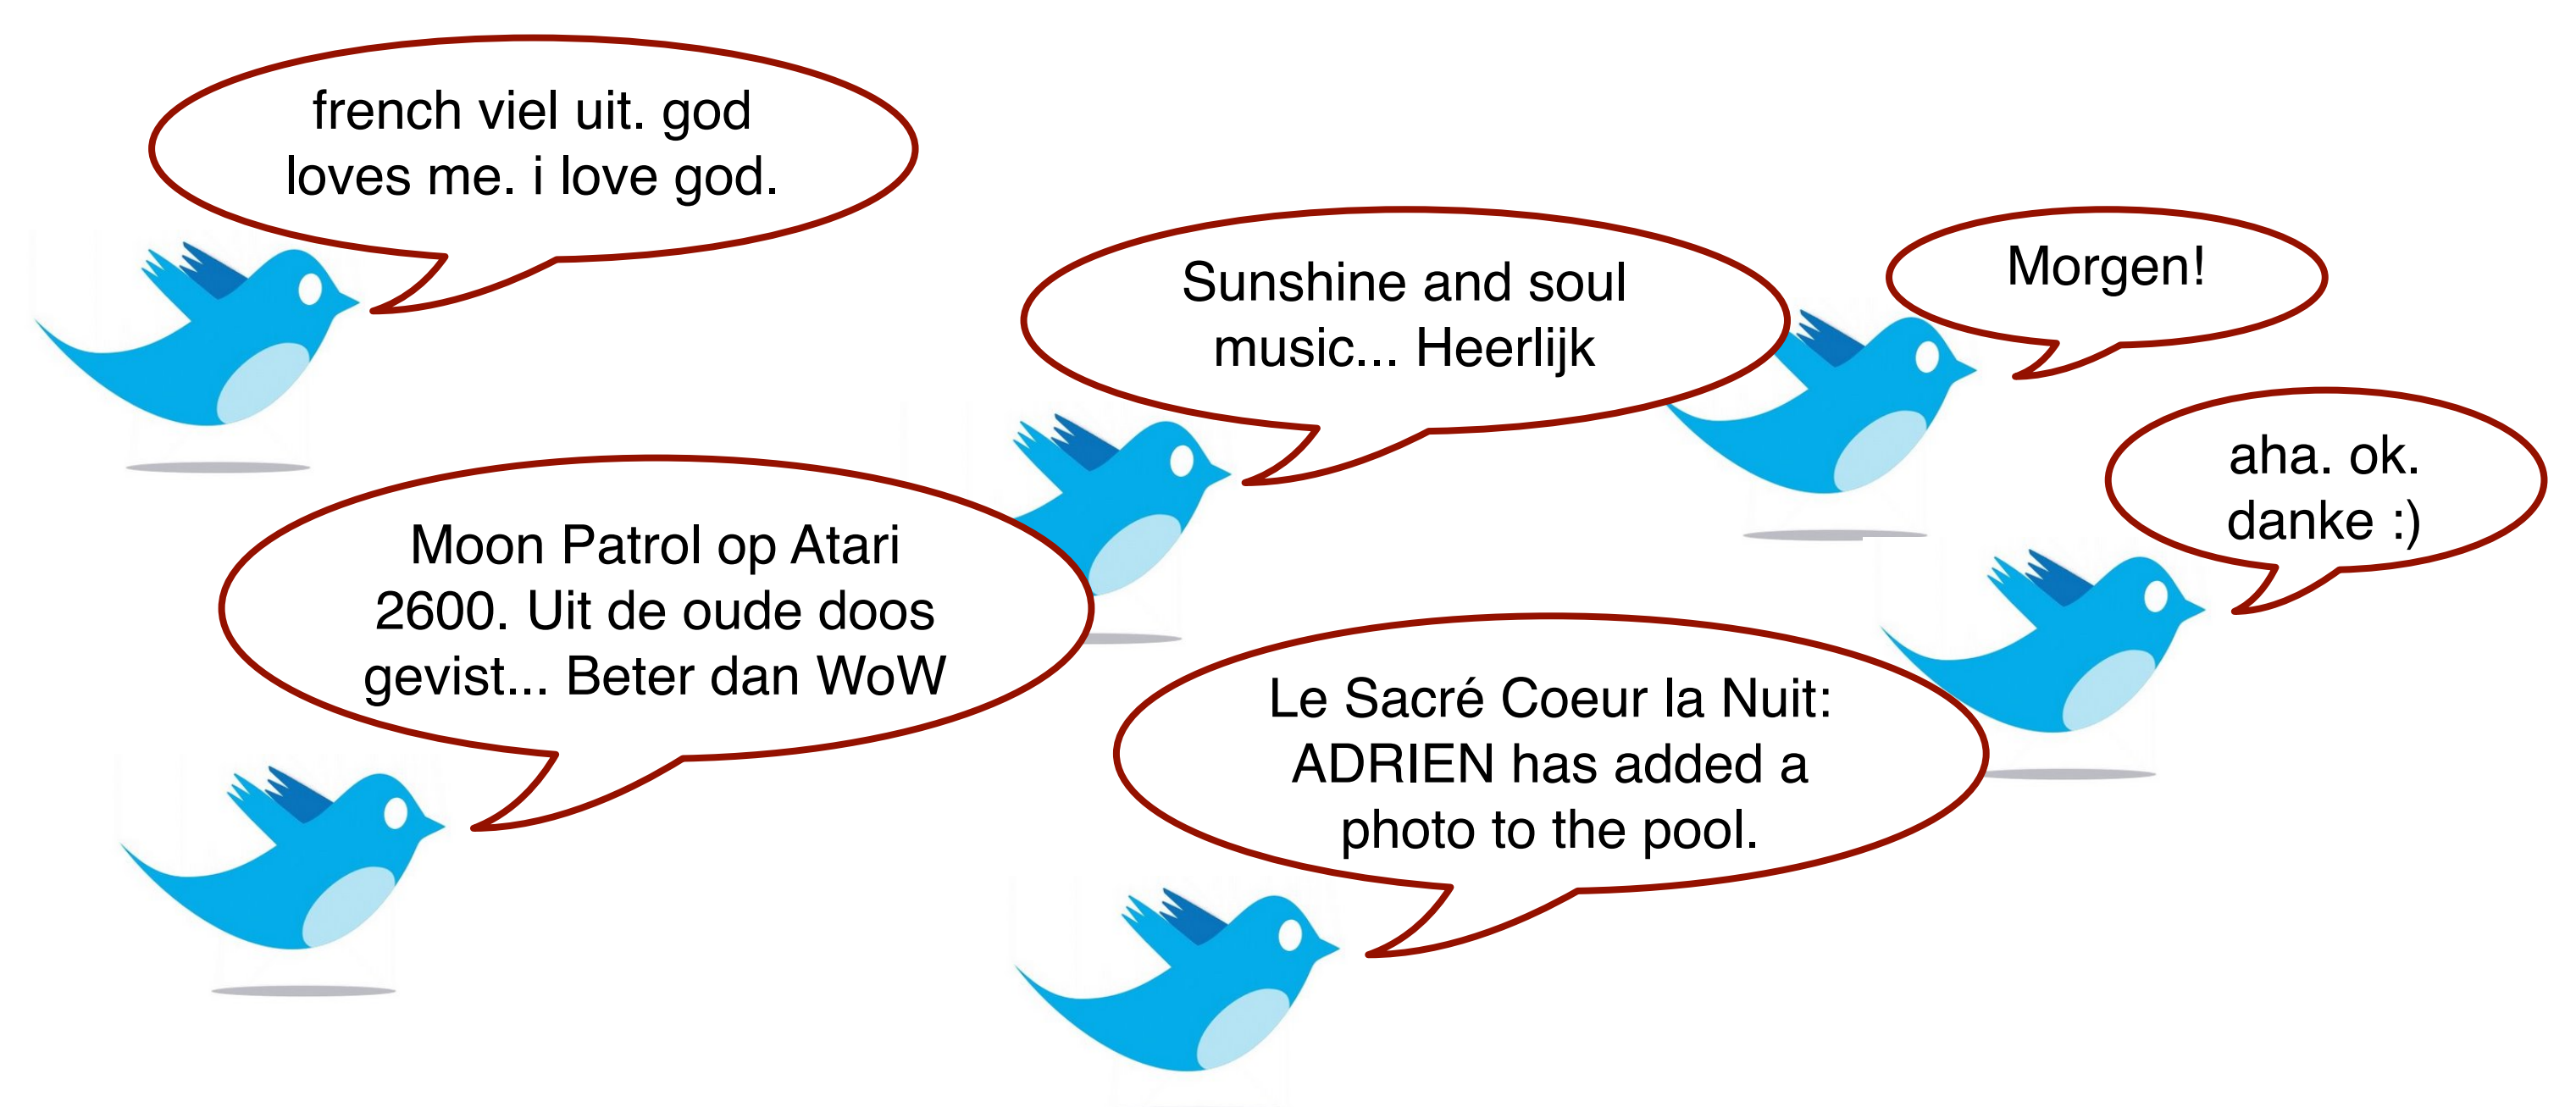 french viel uit. god
loves me. i love god.
Sunshine and soul
music... Heerlijk
Morgen!
aha. ok.
danke :)
Moon Patrol op Atari
2600. Uit de oude doos
gevist... Beter dan WoW
Le Sacré Coeur la Nuit:
ADRIEN has added a
photo to the pool.